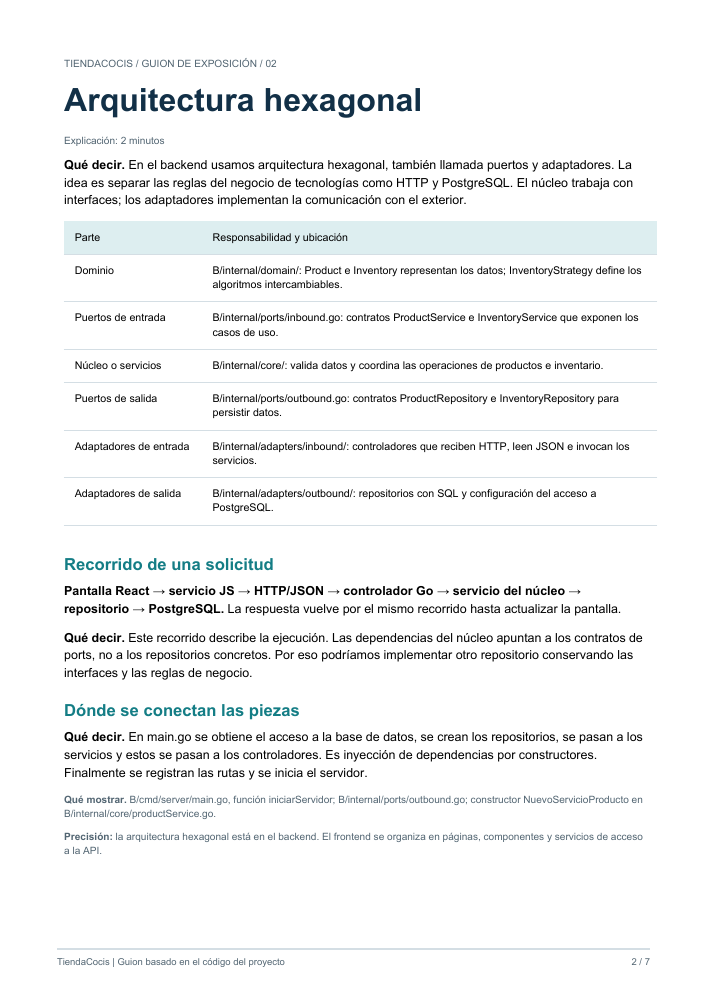 TIENDACOCIS / GUION DE EXPOSICIÓN / 02
Arquitectura hexagonal
Explicación: 2 minutos
Qué decir. En el backend usamos arquitectura hexagonal, también llamada puertos y adaptadores. La
idea es separar las reglas del negocio de tecnologías como HTTP y PostgreSQL. El núcleo trabaja con
interfaces; los adaptadores implementan la comunicación con el exterior.
Parte Responsabilidad y ubicación
Dominio B/internal/domain/: Product e Inventory representan los datos; InventoryStrategy define los
algoritmos intercambiables.
Puertos de entrada B/internal/ports/inbound.go: contratos ProductService e InventoryService que exponen los
casos de uso.
Núcleo o servicios B/internal/core/: valida datos y coordina las operaciones de productos e inventario.
Puertos de salida B/internal/ports/outbound.go: contratos ProductRepository e InventoryRepository para
persistir datos.
Adaptadores de entrada B/internal/adapters/inbound/: controladores que reciben HTTP, leen JSON e invocan los
servicios.
Adaptadores de salida B/internal/adapters/outbound/: repositorios con SQL y configuración del acceso a
PostgreSQL.
Recorrido de una solicitud
Pantalla React → servicio JS → HTTP/JSON → controlador Go → servicio del núcleo →
repositorio → PostgreSQL. La respuesta vuelve por el mismo recorrido hasta actualizar la pantalla.
Qué decir. Este recorrido describe la ejecución. Las dependencias del núcleo apuntan a los contratos de
ports, no a los repositorios concretos. Por eso podríamos implementar otro repositorio conservando las
interfaces y las reglas de negocio.
Dónde se conectan las piezas
Qué decir. En main.go se obtiene el acceso a la base de datos, se crean los repositorios, se pasan a los
servicios y estos se pasan a los controladores. Es inyección de dependencias por constructores.
Finalmente se registran las rutas y se inicia el servidor.
Qué mostrar. B/cmd/server/main.go, función iniciarServidor; B/internal/ports/outbound.go; constructor NuevoServicioProducto en
B/internal/core/productService.go.
Precisión: la arquitectura hexagonal está en el backend. El frontend se organiza en páginas, componentes y servicios de acceso
a la API.
TiendaCocis | Guion basado en el código del proyecto 2 / 7